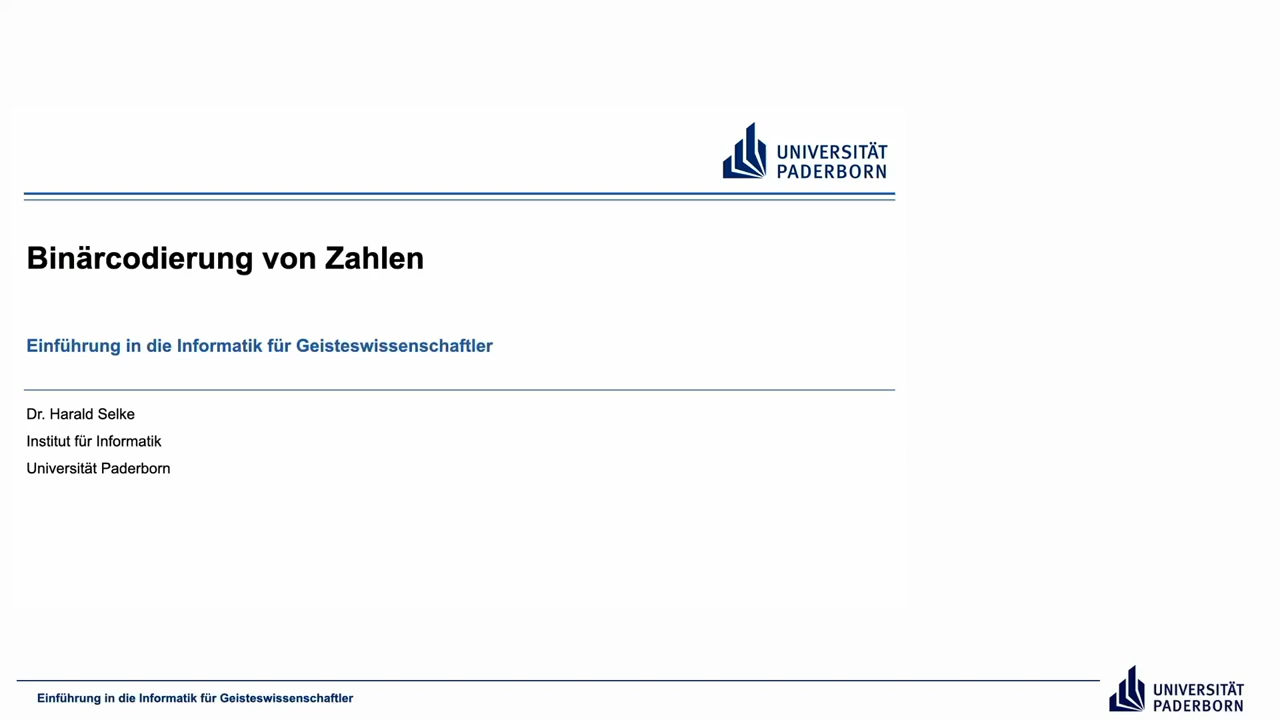 UNIVERSITÄT
PADERBORN
Binärcodierung von Zahlen
Einführung in die Informatik für Geisteswissenschaftler
Dr. Harald Selke
Institut für Informatik
Universität Paderborn
Einführung in die Informatik für Geisteswissenschaftler
UNIVERSITÄT
PADERBORN